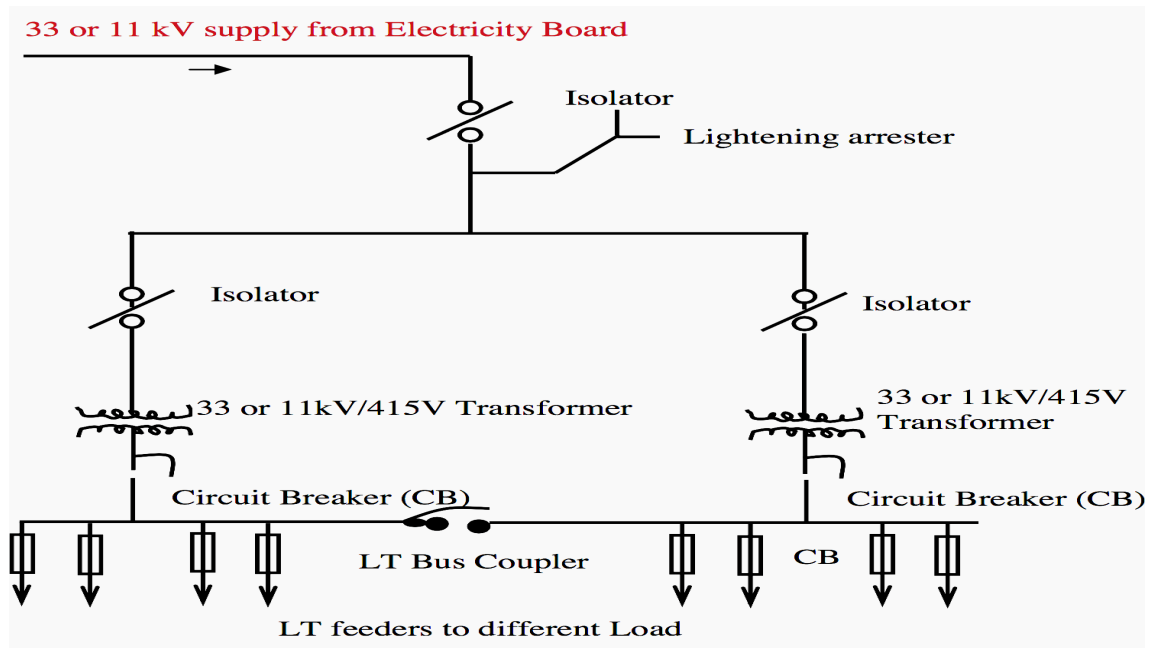 33 or 11 kV supply from Electricity Board
Isolator
Lightening arrester
Isolator
Isolator
33 or 11kV/415V Transformer
33 or 11kV/415V
Transformer
Circuit Breaker (CB)
Circuit Breaker (CB)
LT Bus Coupler
CB
LT feeders to different Load